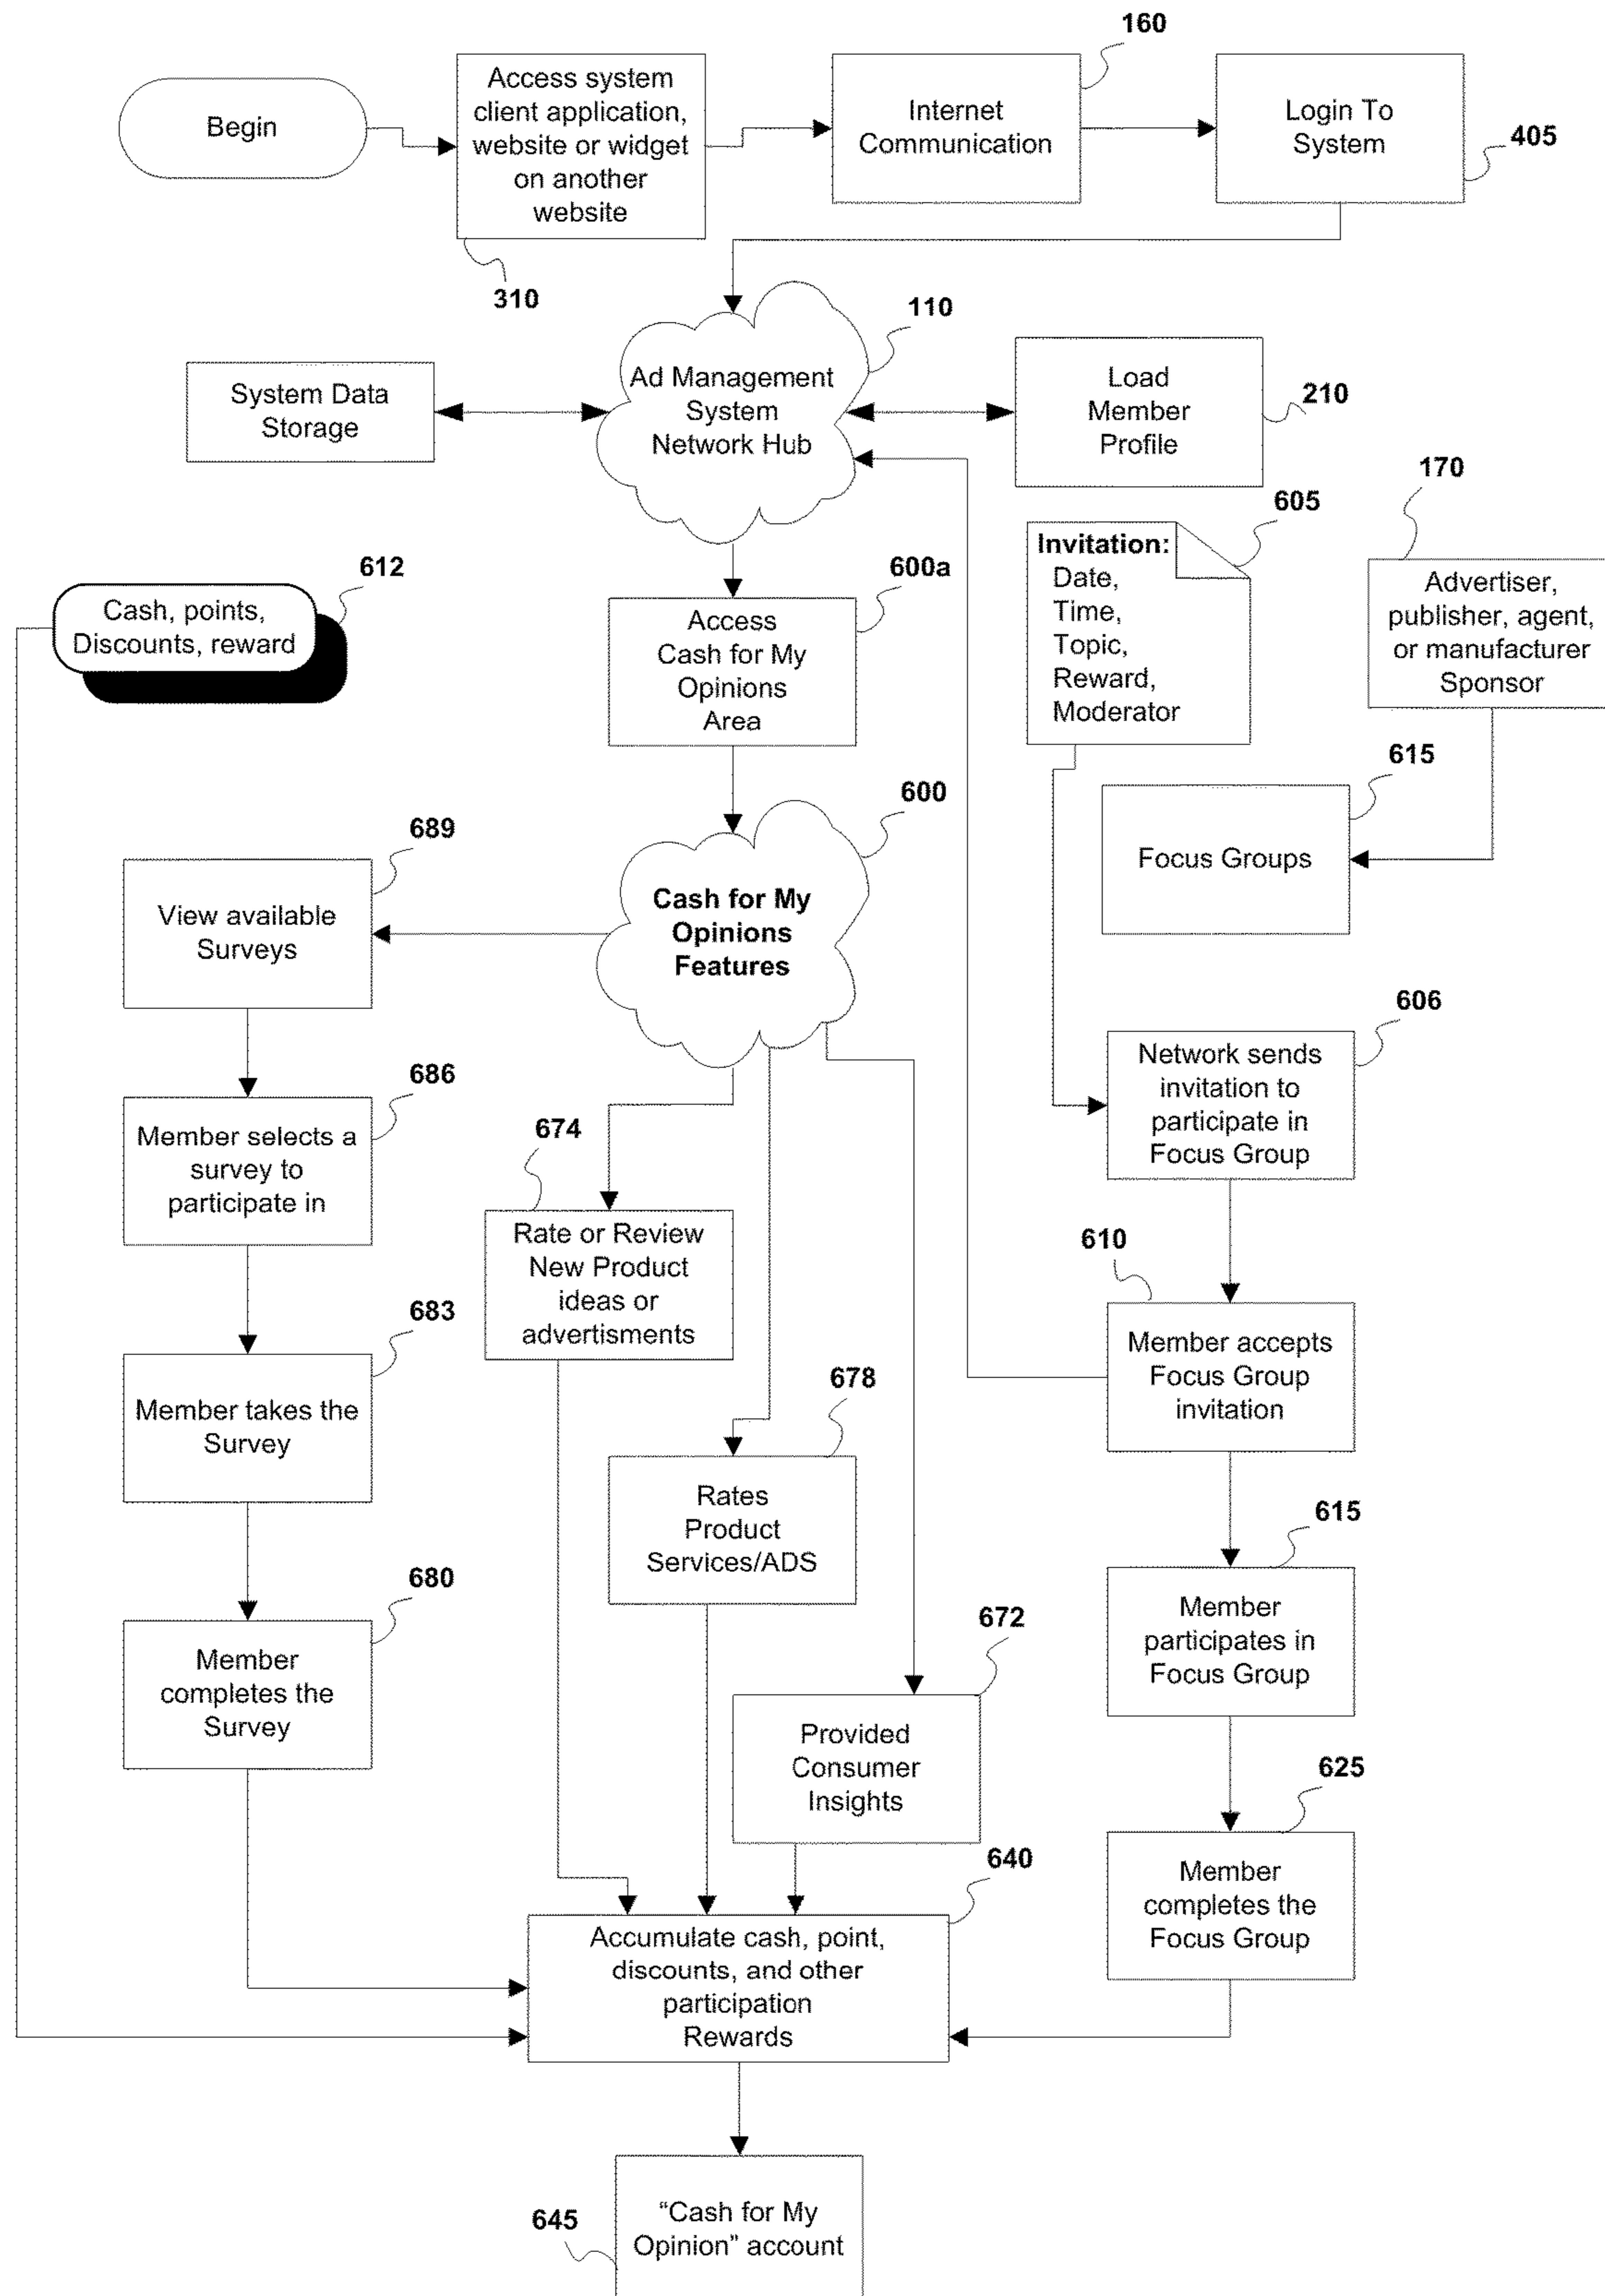 160
Begin
Access system
client application,
website or widget
on another
website
Internet
Communication
Login To
System
405
310
110
System Data
Storage
Ad Management
System
Network Hub
Load
Member
Profile
210
170
605
612
Cash, points,
Discounts, reward
600a
Access
Cash for My
Opinions
Area
Invitation:
Date,
Time,
Topic,
Reward,
Moderator
Advertiser,
publisher, agent,
or manufacturer
Sponsor
615
Focus Groups
600
Cash for My
Opinions
Features
689
View available
Surveys
606
Network sends
invitation to
participate in
Focus Group
686
Member selects a
survey to
participate in
674
Rate or Review
New Product
ideas or
advertisments
610
Member accepts
Focus Group
invitation
683
Member takes the
Survey
678
Rates
Product
Services/ADS
615
Member
participates in
Focus Group
680
Member
completes the
Survey
672
Provided
Consumer
Insights
625
Member
completes the
Focus Group
640
Accumulate cash, point,
discounts, and other
participation
Rewards
645
“Cash for My
Opinion” account